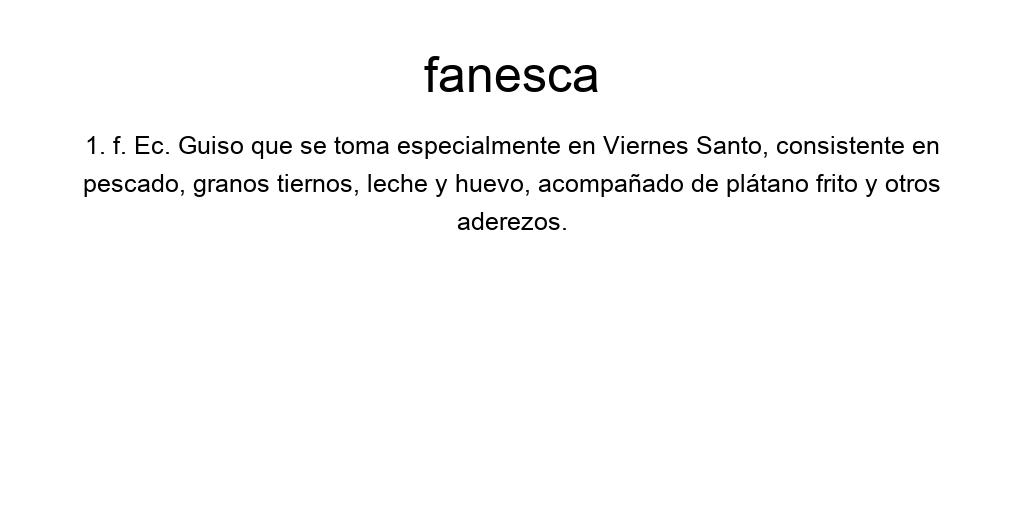 fanesca
1. f. Ec. Guiso que se toma especialmente en Viernes Santo, consistente en
pescado, granos tiernos, leche y huevo, acompañado de plátano frito y otros
aderezos.